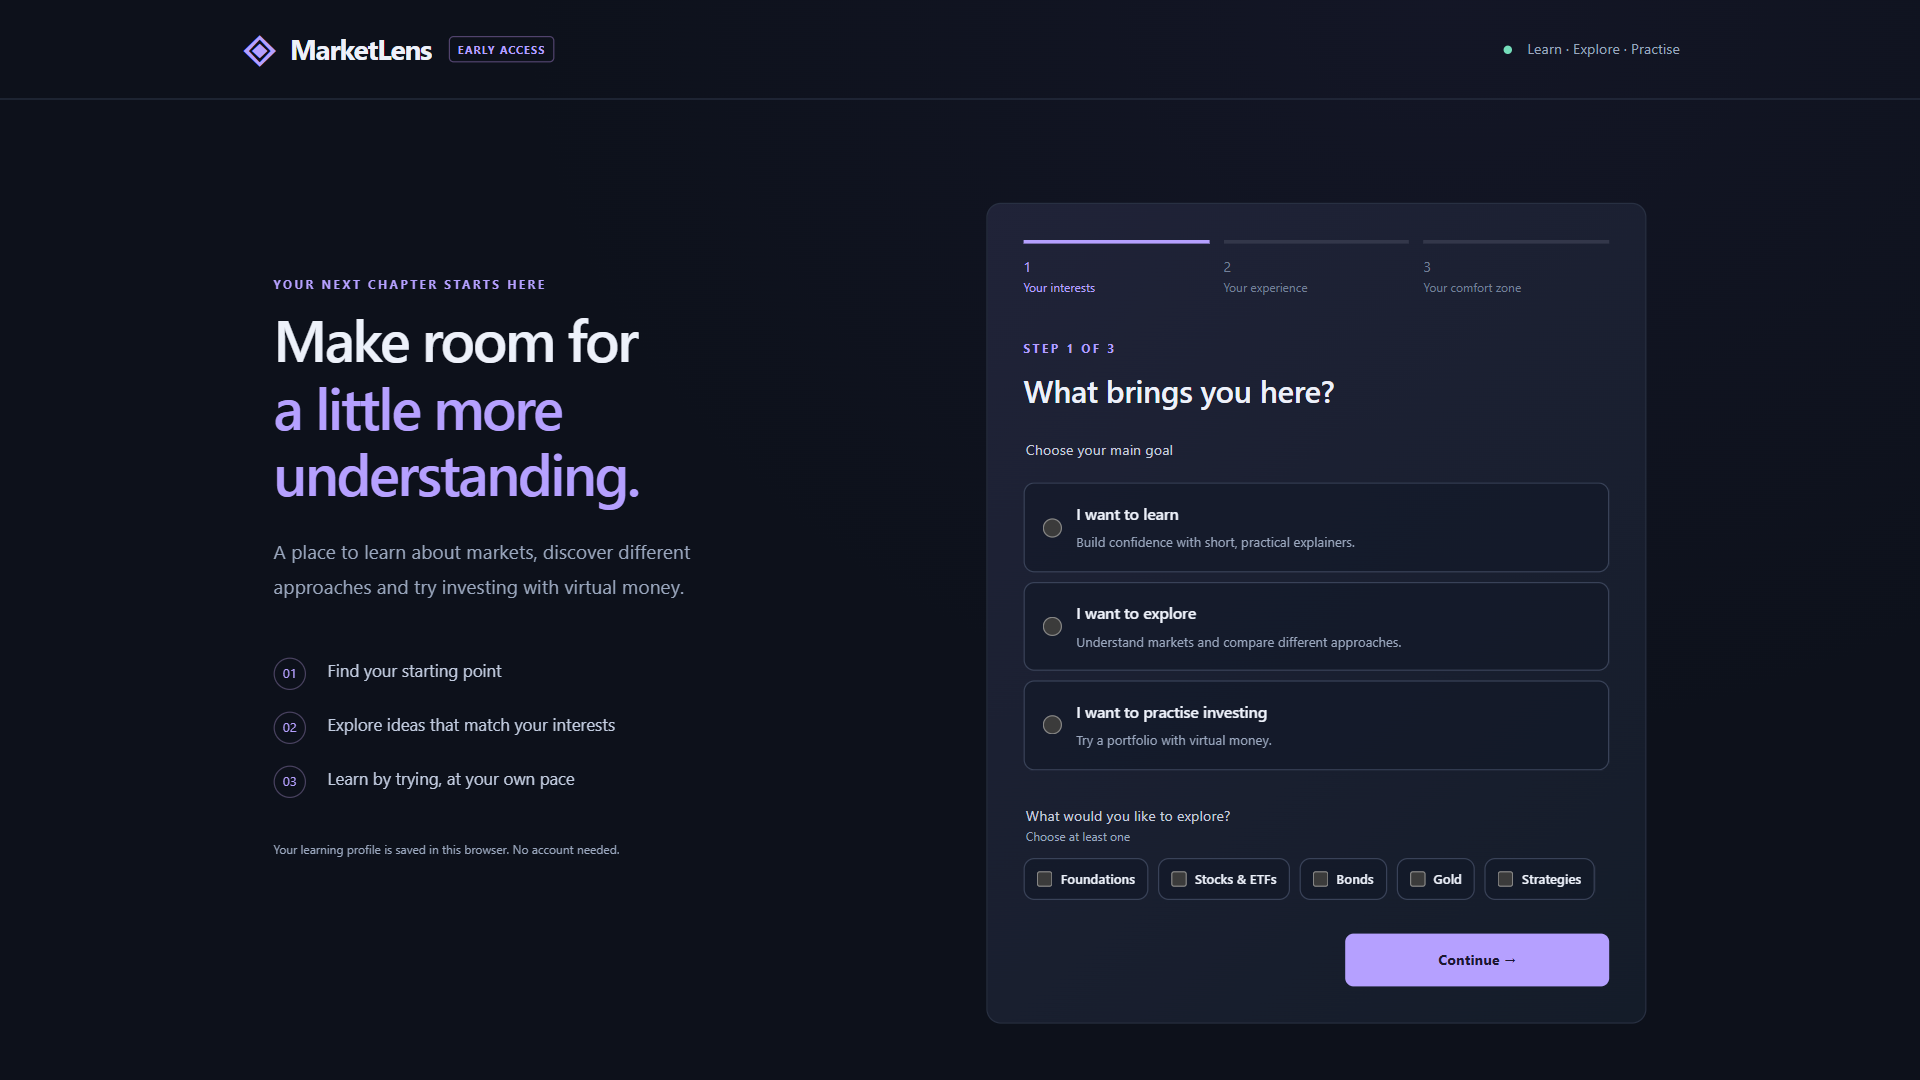 MarketLens
EARLY ACCESS
Learn · Explore · Practise
YOUR NEXT CHAPTER STARTS HERE
Make room for
a little more
understanding.
A place to learn about markets, discover different
approaches and try investing with virtual money.
01 Find your starting point
02 Explore ideas that match your interests
03 Learn by trying, at your own pace
Your learning profile is saved in this browser. No account needed.
1
Your interests
2
Your experience
3
Your comfort zone
STEP 1 OF 3
What brings you here?
Choose your main goal
I want to learn
Build confidence with short, practical explainers.
I want to explore
Understand markets and compare different approaches.
I want to practise investing
Try a portfolio with virtual money.
What would you like to explore?
Choose at least one
Foundations
Stocks & ETFs
Bonds
Gold
Strategies
Continue →